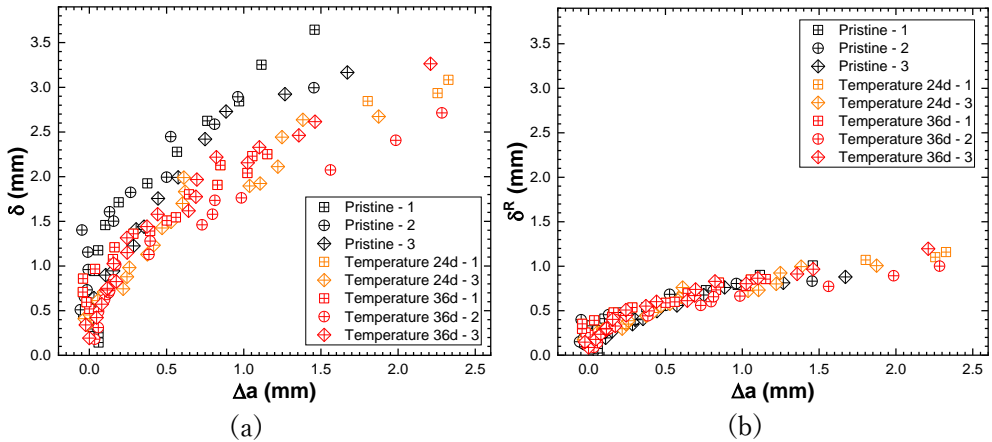 3.5
3.0
2.5
2.0
1.5
1.0
0.5
0.0
δ (mm)
0.0 0.5 1.0 1.5 2.0 2.5
Δa (mm)
Pristine - 1
Pristine - 2
Pristine - 3
Temperature 24d - 1
Temperature 24d - 3
Temperature 36d - 1
Temperature 36d - 2
Temperature 36d - 3
(a)
3.5
3.0
2.5
2.0
1.5
1.0
0.5
0.0
δᴿ (mm)
0.0 0.5 1.0 1.5 2.0 2.5
Δa (mm)
Pristine - 1
Pristine - 2
Pristine - 3
Temperature 24d - 1
Temperature 24d - 3
Temperature 36d - 1
Temperature 36d - 2
Temperature 36d - 3
(b)